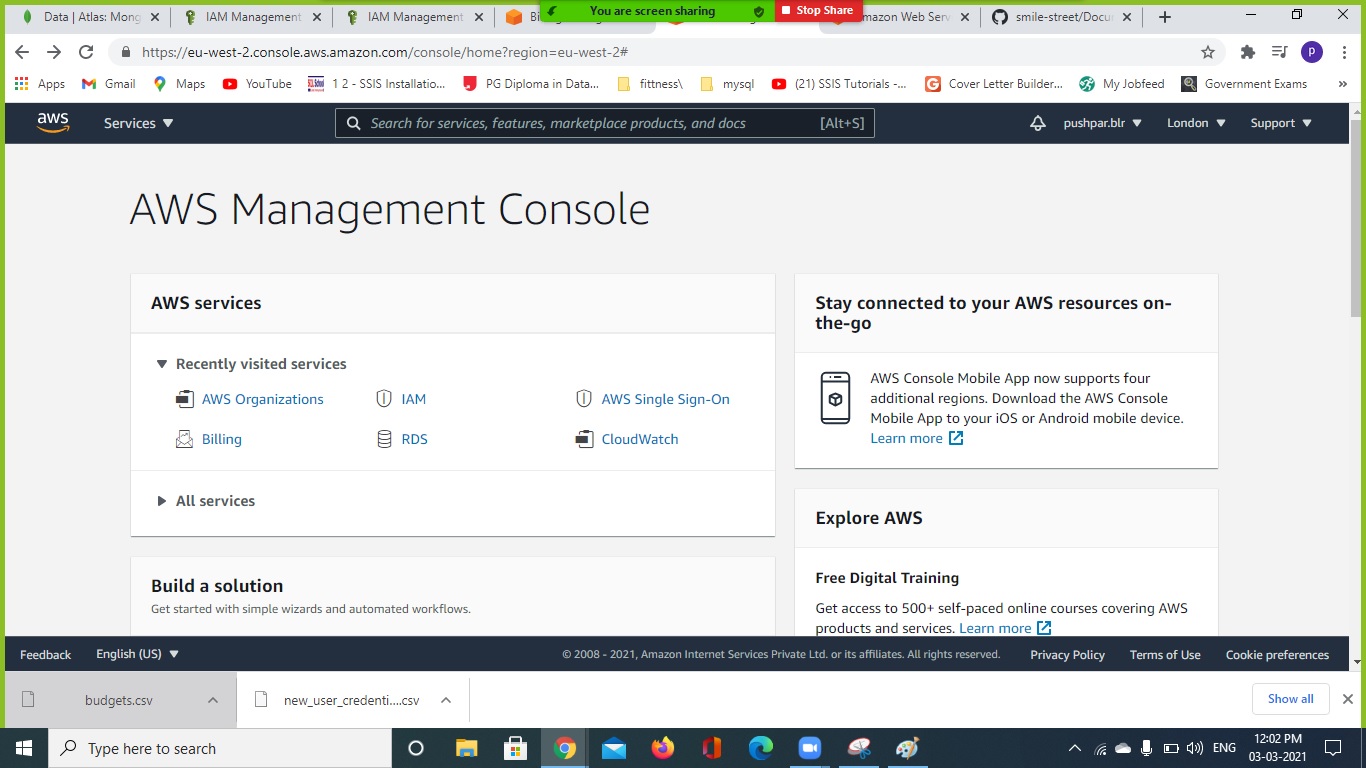 Data | Atlas: Mong
IAM Management
IAM Management
You are screen sharing
Stop Share
mazon Web Serv
smile-street/Docu
https://eu-west-2.console.aws.amazon.com/console/home?region=eu-west-2#
p
Apps
Gmail
Maps
YouTube
1 2 - SSIS Installatio...
PG Diploma in Data...
fittness\
mysql
(21) SSIS Tutorials -...
Cover Letter Builder...
My Jobfeed
Government Exams
»
aws
Services
Search for services, features, marketplace products, and docs
[Alt+S]
pushpar.blr
London
Support
AWS Management Console
AWS services
Recently visited services
AWS Organizations
IAM
AWS Single Sign-On
Billing
RDS
CloudWatch
All services
Build a solution
Get started with simple wizards and automated workflows.
Stay connected to your AWS resources on-
the-go
AWS Console Mobile App now supports four
additional regions. Download the AWS Console
Mobile App to your iOS or Android mobile device.
Learn more
Explore AWS
Free Digital Training
Get access to 500+ self-paced online courses covering AWS
products and services. Learn more
Feedback
English (US)
© 2008 - 2021, Amazon Internet Services Private Ltd. or its affiliates. All rights reserved.
Privacy Policy
Terms of Use
Cookie preferences
budgets.csv
new_user_credenti....csv
Show all
Type here to search
ENG
12:02 PM
03-03-2021